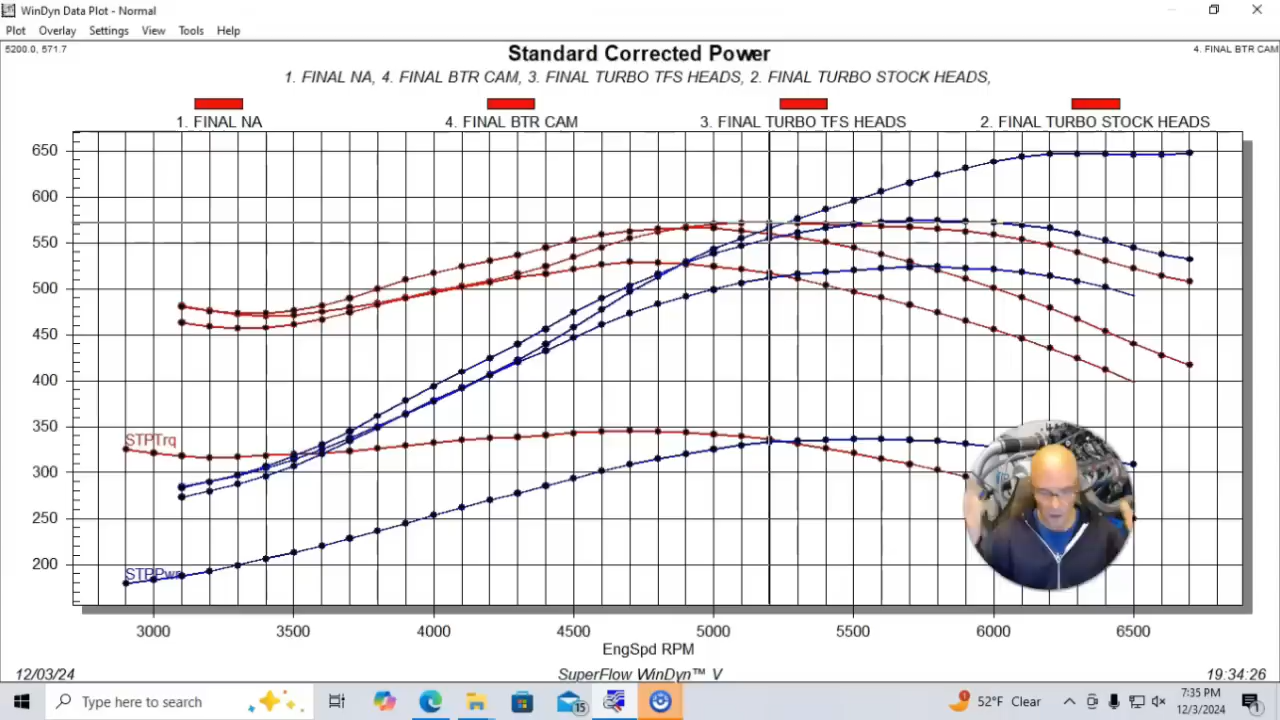 WinDyn Data Plot - Normal
Plot Overlay Settings View Tools Help
5200.0, 571.7
Standard Corrected Power
4. FINAL BTR CAM
1. FINAL NA, 4. FINAL BTR CAM, 3. FINAL TURBO TFS HEADS, 2. FINAL TURBO STOCK HEADS,
1. FINAL NA 4. FINAL BTR CAM 3. FINAL TURBO TFS HEADS 2. FINAL TURBO STOCK HEADS
650
600
550
500
450
400
350
STPTrq
300
250
200
STPPwr
3000 3500 4000 4500 5000 5500 6000 6500
EngSpd RPM
12/03/24 SuperFlow WinDyn™ V 19:34:26
Type here to search 15 52°F Clear 7:35 PM
12/3/2024 1